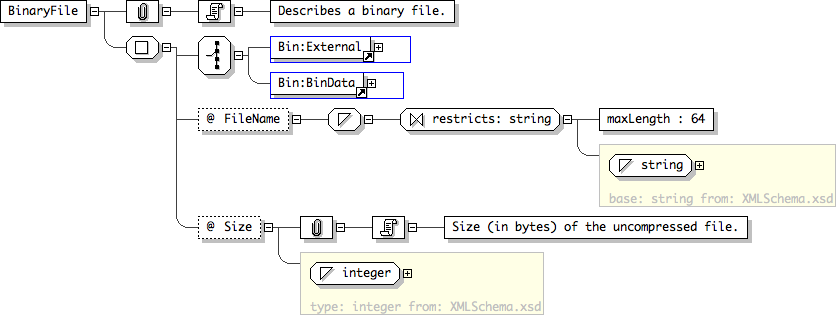 BinaryFile
Describes a binary file.
Bin:External
Bin:BinData
@ FileName
restricts: string
maxLength : 64
string
base: string from: XMLSchema.xsd
@ Size
Size (in bytes) of the uncompressed file.
integer
type: integer from: XMLSchema.xsd